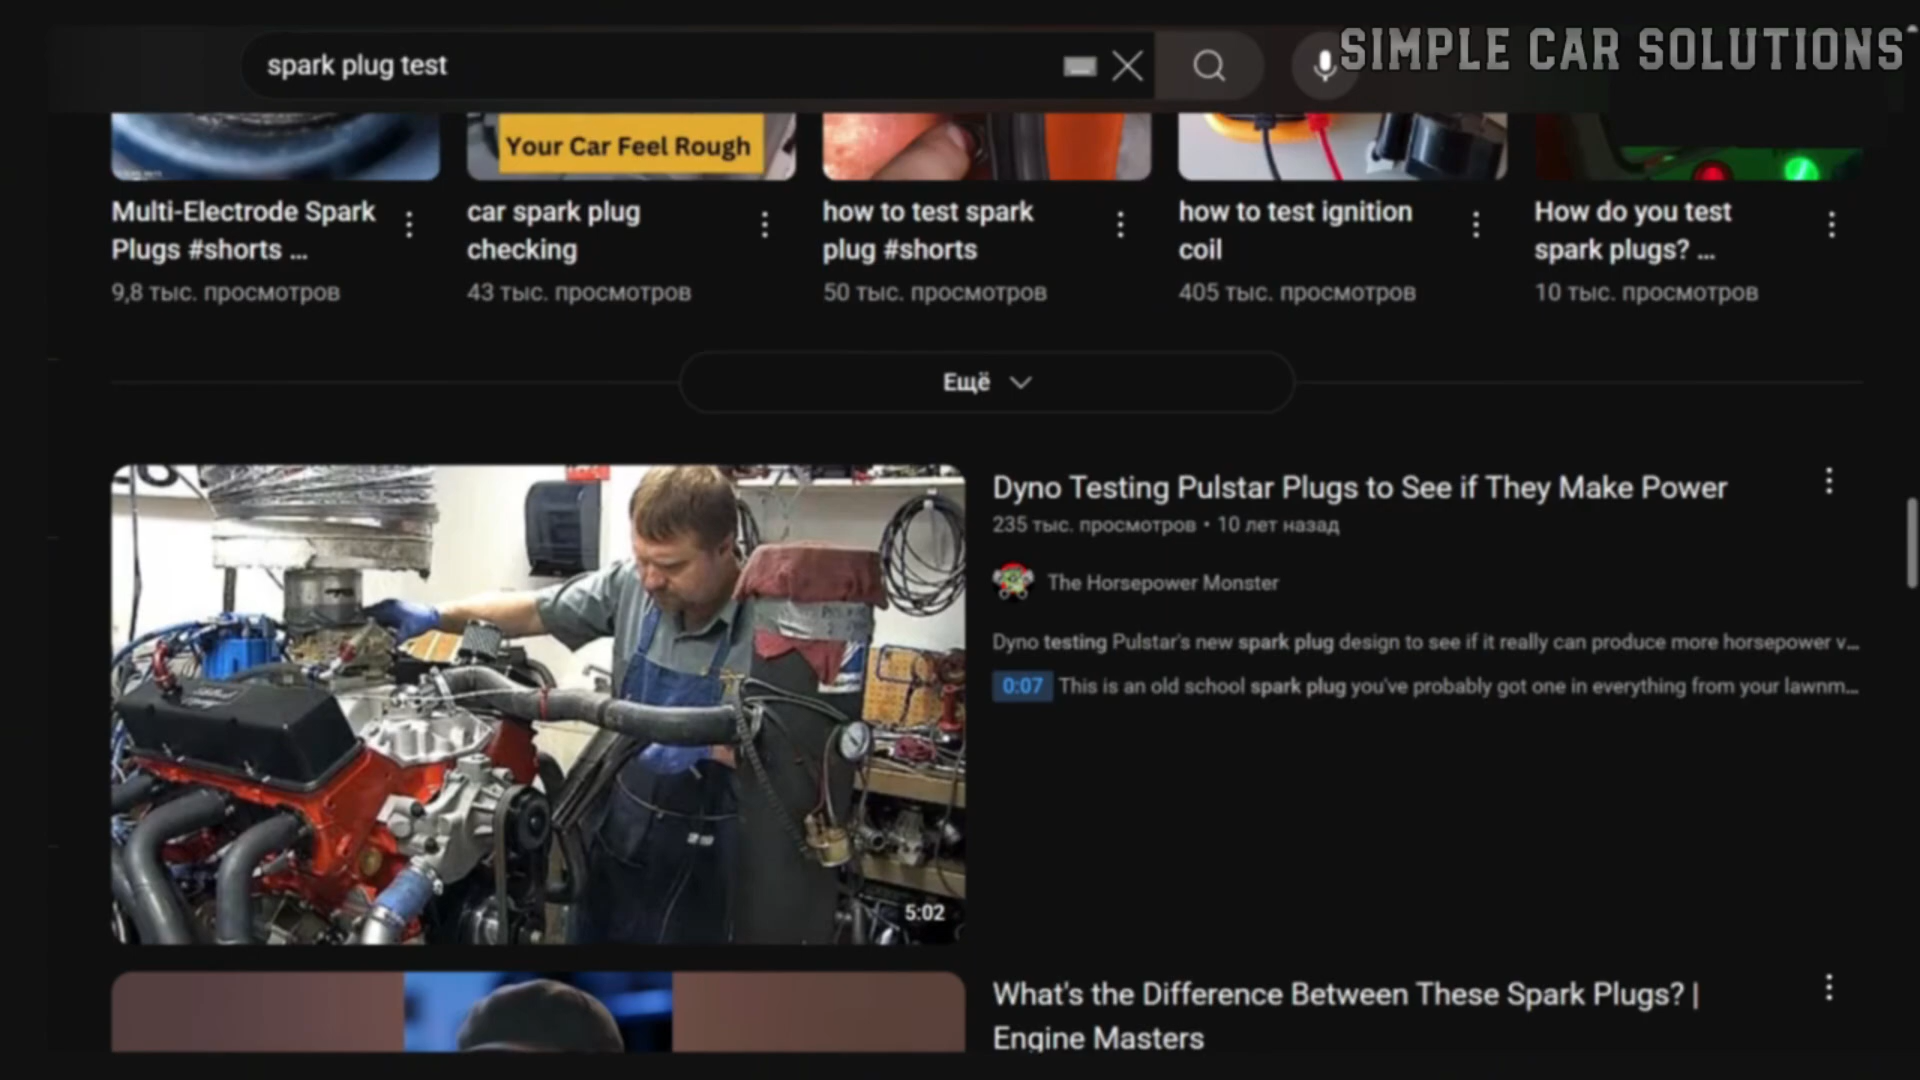 SIMPLE CAR SOLUTIONS
spark plug test
Your Car Feel Rough
Multi-Electrode Spark
Plugs #shorts ...
9,8 тыс. просмотров
car spark plug
checking
43 тыс. просмотров
how to test spark
plug #shorts
50 тыс. просмотров
how to test ignition
coil
405 тыс. просмотров
How do you test
spark plugs? ...
10 тыс. просмотров
Ещё
5:02
Dyno Testing Pulstar Plugs to See if They Make Power
235 тыс. просмотров • 10 лет назад
The Horsepower Monster
Dyno testing Pulstar's new spark plug design to see if it really can produce more horsepower v...
0:07 This is an old school spark plug you've probably got one in everything from your lawnm...
What's the Difference Between These Spark Plugs? |
Engine Masters